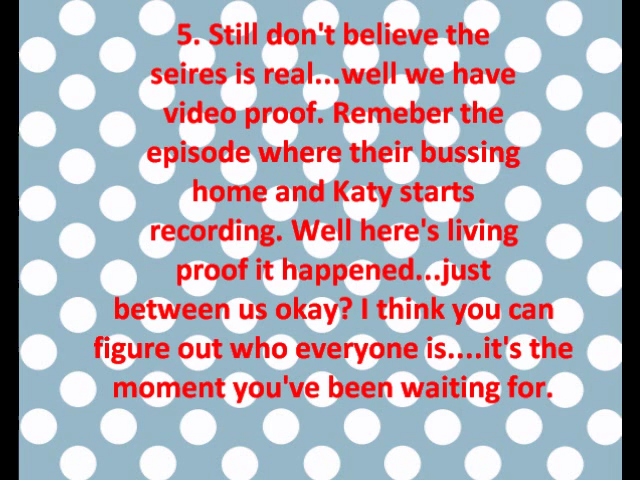 5. Still don't believe the
seires is real...well we have
video proof. Remeber the
episode where their bussing
home and Katy starts
recording. Well here's living
proof it happened...just
between us okay? I think you can
figure out who everyone is....it's the
moment you've been waiting for.